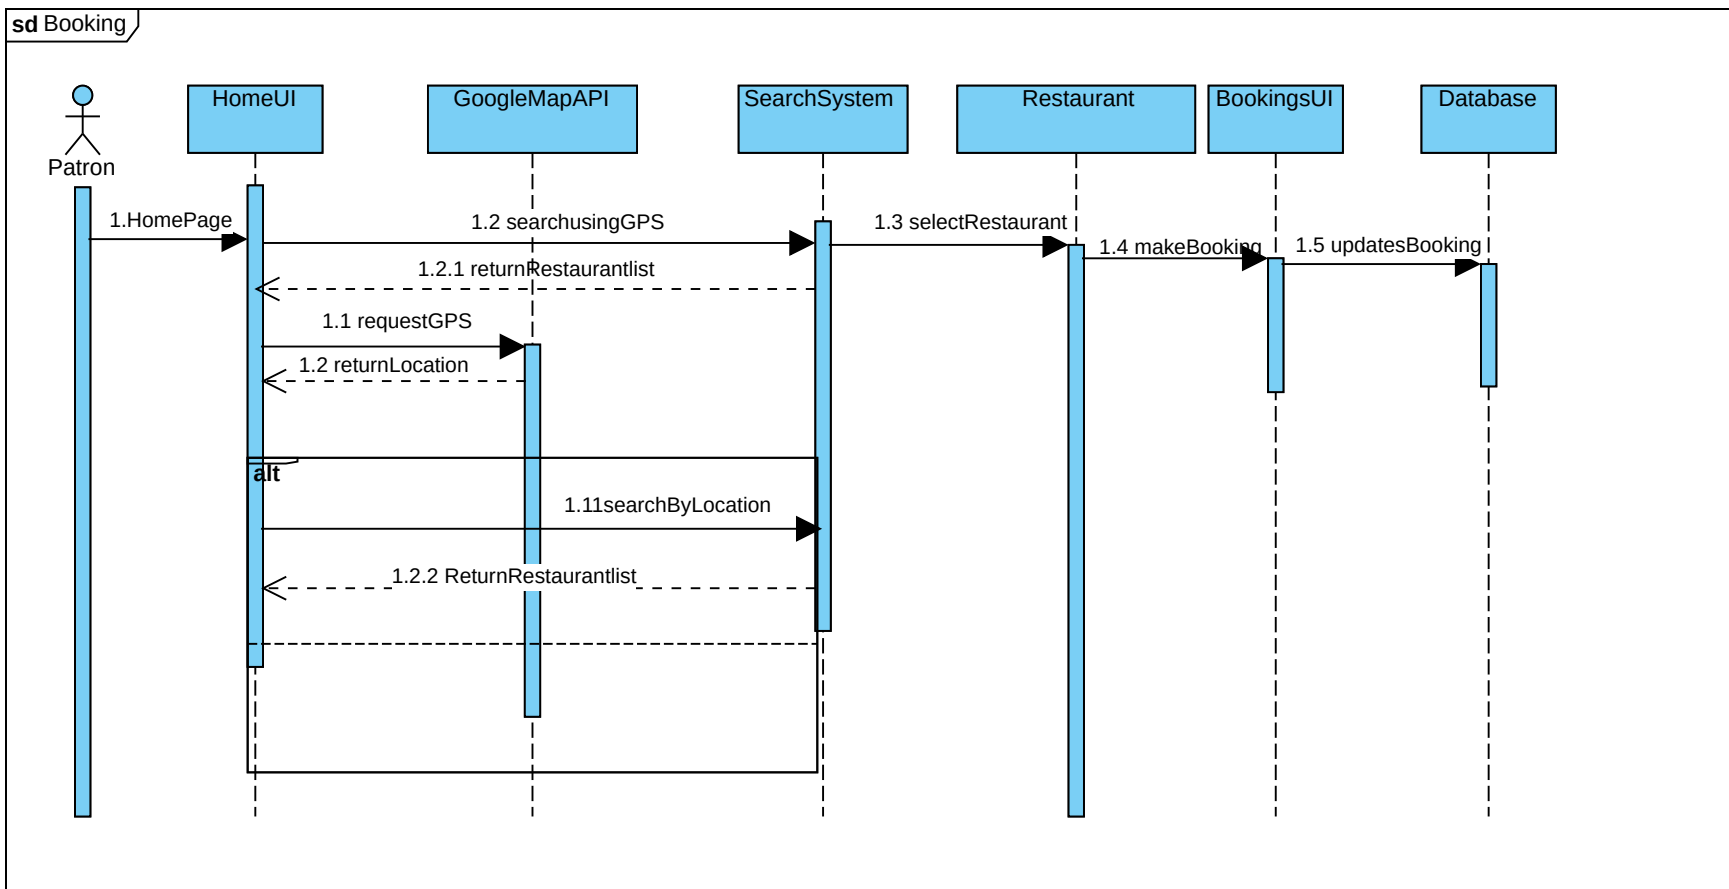 sd Booking
HomeUI
GoogleMapAPI
SearchSystem
Restaurant
BookingsUI
Database
Patron
1.HomePage
1.2 searchusingGPS
1.3 selectRestaurant
1.4 makeBooking
1.5 updatesBooking
1.2.1 returnRestaurantlist
1.1 requestGPS
1.2 returnLocation
alt
1.11searchByLocation
1.2.2 ReturnRestaurantlist